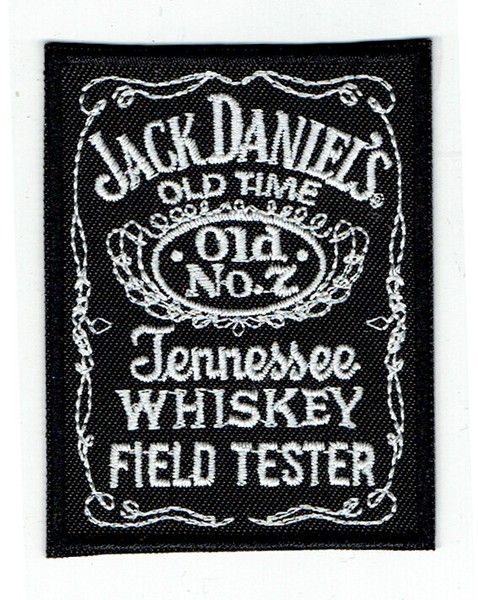 JACK DANIEL'S®
OLD TIME
· Old ·
No.7
Tennessee
WHISKEY
FIELD TESTER